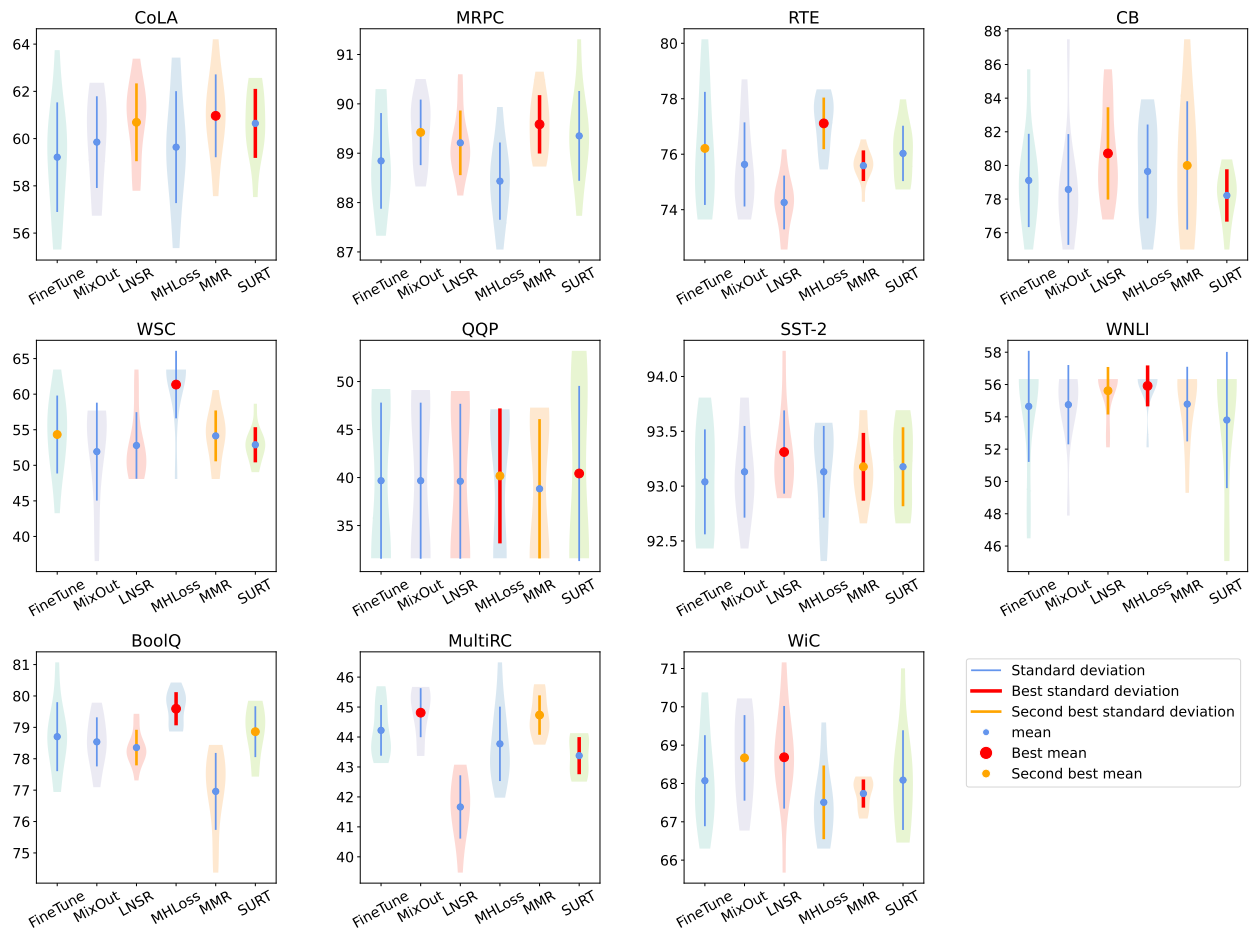 CoLA
64
62
60
58
56
FineTune
MixOut
LNSR
MHLoss
MMR
SURT
MRPC
91
90
89
88
87
FineTune
MixOut
LNSR
MHLoss
MMR
SURT
RTE
80
78
76
74
FineTune
MixOut
LNSR
MHLoss
MMR
SURT
CB
88
86
84
82
80
78
76
FineTune
MixOut
LNSR
MHLoss
MMR
SURT
WSC
65
60
55
50
45
40
FineTune
MixOut
LNSR
MHLoss
MMR
SURT
QQP
50
45
40
35
FineTune
MixOut
LNSR
MHLoss
MMR
SURT
SST-2
94.0
93.5
93.0
92.5
FineTune
MixOut
LNSR
MHLoss
MMR
SURT
WNLI
58
56
54
52
50
48
46
FineTune
MixOut
LNSR
MHLoss
MMR
SURT
BoolQ
81
80
79
78
77
76
75
FineTune
MixOut
LNSR
MHLoss
MMR
SURT
MultiRC
46
45
44
43
42
41
40
FineTune
MixOut
LNSR
MHLoss
MMR
SURT
WiC
71
70
69
68
67
66
FineTune
MixOut
LNSR
MHLoss
MMR
SURT
Standard deviation
Best standard deviation
Second best standard deviation
mean
Best mean
Second best mean